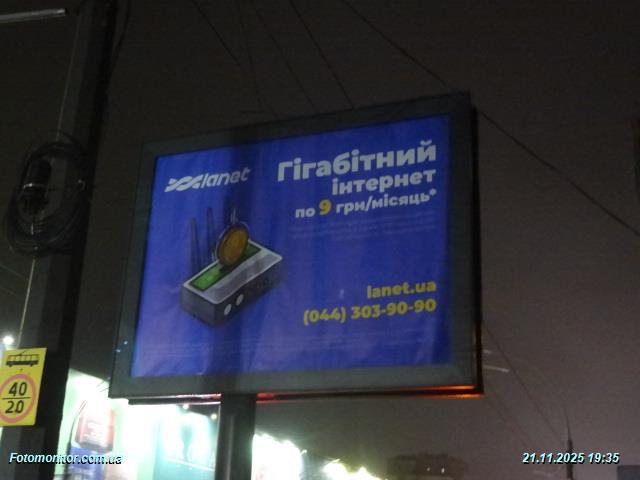 lanet
Гігабітний
інтернет
по 9 грн/місяць*
lanet.ua
(044) 303-90-90
40
20
Fotomonitor.com.ua
21.11.2025 19:35